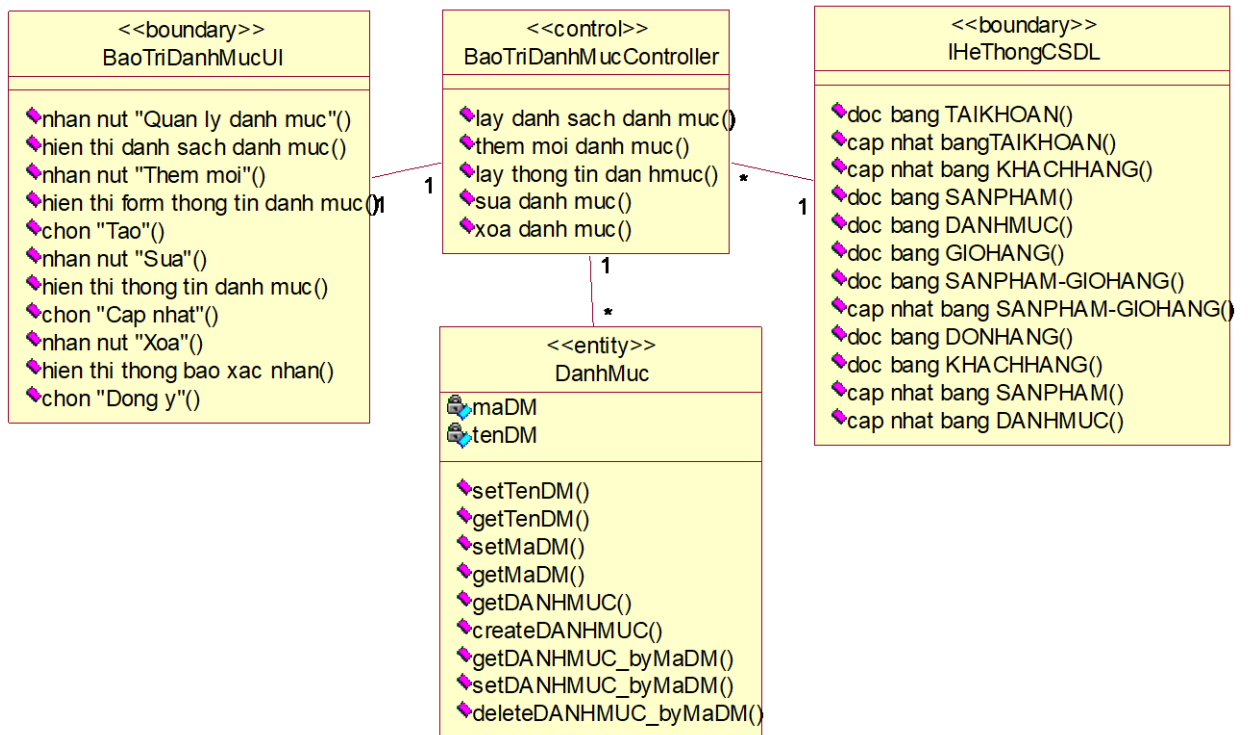 <<boundary>>
BaoTriDanhMucUI
nhan nut "Quan ly danh muc"()
hien thi danh sach danh muc()
nhan nut "Them moi"()
hien thi form thong tin danh muc()
chon "Tao"()
nhan nut "Sua"()
hien thi thong tin danh muc()
chon "Cap nhat"()
nhan nut "Xoa"()
hien thi thong bao xac nhan()
chon "Dong y"()
1
1
<<control>>
BaoTriDanhMucController
lay danh sach danh muc()
them moi danh muc()
lay thong tin dan hmuc()
sua danh muc()
xoa danh muc()
*
1
<<boundary>>
IHeThongCSDL
doc bang TAIKHOAN()
cap nhat bangTAIKHOAN()
cap nhat bang KHACHHANG()
doc bang SANPHAM()
doc bang DANHMUC()
doc bang GIOHANG()
doc bang SANPHAM-GIOHANG()
cap nhat bang SANPHAM-GIOHANG()
doc bang DONHANG()
doc bang KHACHHANG()
cap nhat bang SANPHAM()
cap nhat bang DANHMUC()
1
*
<<entity>>
DanhMuc
maDM
tenDM
setTenDM()
getTenDM()
setMaDM()
getMaDM()
getDANHMUC()
createDANHMUC()
getDANHMUC_byMaDM()
setDANHMUC_byMaDM()
deleteDANHMUC_byMaDM()